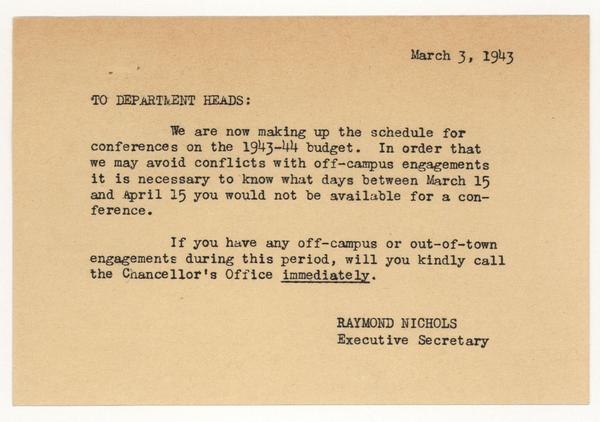 March 3, 1943
TO DEPARTMENT HEADS:
We are now making up the schedule for
conferences on the 1943-44 budget. In order that
we may avoid conflicts with off-campus engagements
it is necessary to know what days between March 15
and April 15 you would not be available for a con-
ference.
If you have any off-campus or out-of-town
engagements during this period, will you kindly call
the Chancellor's Office immediately.
RAYMOND NICHOLS
Executive Secretary